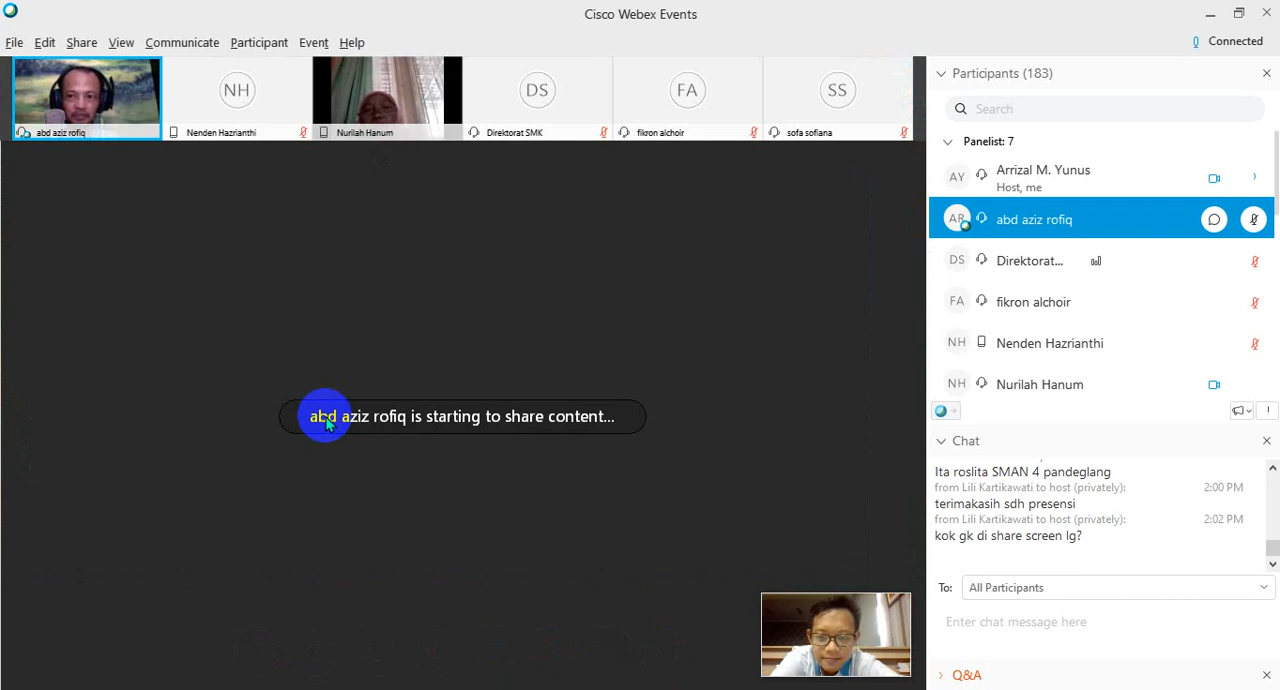 Cisco Webex Events
File Edit Share View Communicate Participant Event Help
Connected
NH
DS
FA
SS
abd aziz rofiq
Nenden Hazrianthi
Nurilah Hanum
Direktorat SMK
fikron alchoir
sofa sofiana
abd aziz rofiq is starting to share content...
Participants (183)
Search
Panelist: 7
AY
Arrizal M. Yunus
Host, me
AR
abd aziz rofiq
DS
Direktorat...
FA
fikron alchoir
NH
Nenden Hazrianthi
NH
Nurilah Hanum
Chat
Ita roslita SMAN 4 pandeglang
from Lili Kartikawati to host (privately): 2:00 PM
terimakasih sdh presensi
from Lili Kartikawati to host (privately): 2:02 PM
kok gk di share screen lg?
To: All Participants
Enter chat message here
Q&A